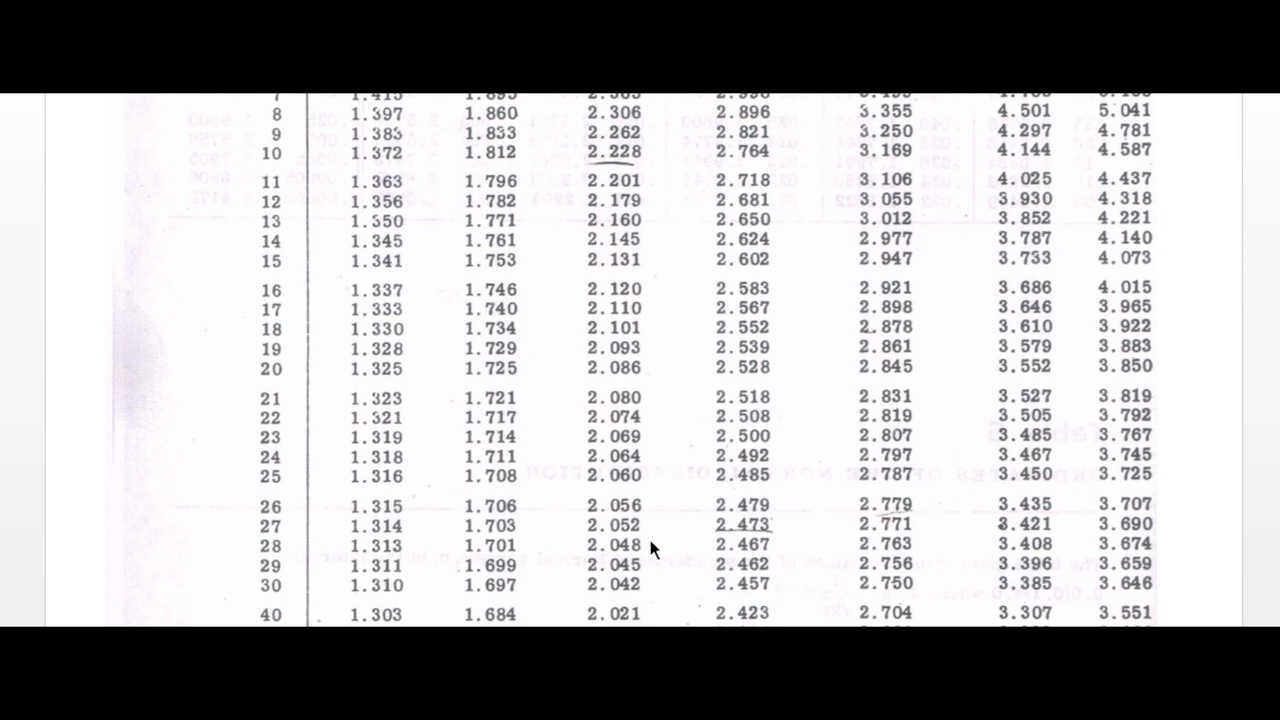 8 1.397 1.860 2.306 2.896 3.355 4.501 5.041
9 1.383 1.833 2.262 2.821 3.250 4.297 4.781
10 1.372 1.812 2.228 2.764 3.169 4.144 4.587
11 1.363 1.796 2.201 2.718 3.106 4.025 4.437
12 1.356 1.782 2.179 2.681 3.055 3.930 4.318
13 1.350 1.771 2.160 2.650 3.012 3.852 4.221
14 1.345 1.761 2.145 2.624 2.977 3.787 4.140
15 1.341 1.753 2.131 2.602 2.947 3.733 4.073
16 1.337 1.746 2.120 2.583 2.921 3.686 4.015
17 1.333 1.740 2.110 2.567 2.898 3.646 3.965
18 1.330 1.734 2.101 2.552 2.878 3.610 3.922
19 1.328 1.729 2.093 2.539 2.861 3.579 3.883
20 1.325 1.725 2.086 2.528 2.845 3.552 3.850
21 1.323 1.721 2.080 2.518 2.831 3.527 3.819
22 1.321 1.717 2.074 2.508 2.819 3.505 3.792
23 1.319 1.714 2.069 2.500 2.807 3.485 3.767
24 1.318 1.711 2.064 2.492 2.797 3.467 3.745
25 1.316 1.708 2.060 2.485 2.787 3.450 3.725
26 1.315 1.706 2.056 2.479 2.779 3.435 3.707
27 1.314 1.703 2.052 2.473 2.771 3.421 3.690
28 1.313 1.701 2.048 2.467 2.763 3.408 3.674
29 1.311 1.699 2.045 2.462 2.756 3.396 3.659
30 1.310 1.697 2.042 2.457 2.750 3.385 3.646
40 1.303 1.684 2.021 2.423 2.704 3.307 3.551